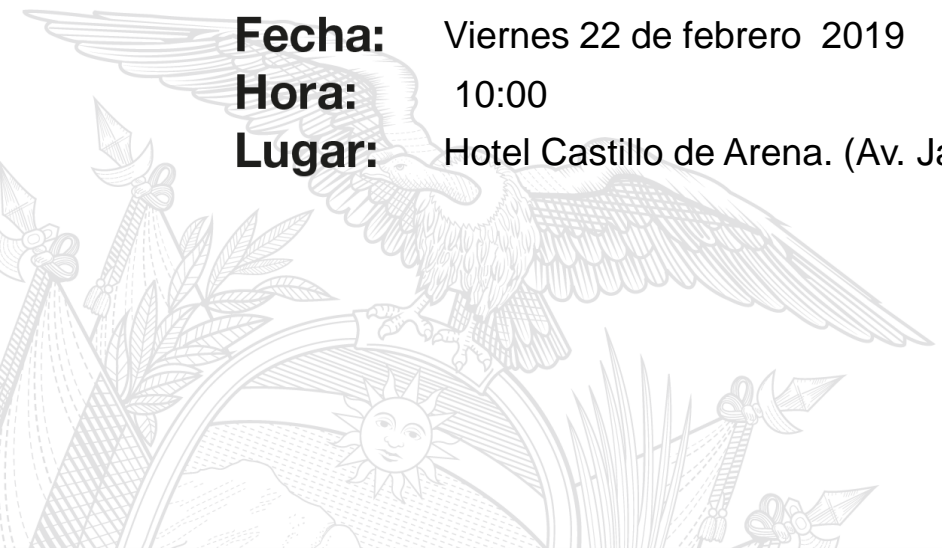 Fecha: Viernes 22 de febrero 2019
Hora: 10:00
Lugar: Hotel Castillo de Arena. (Av.